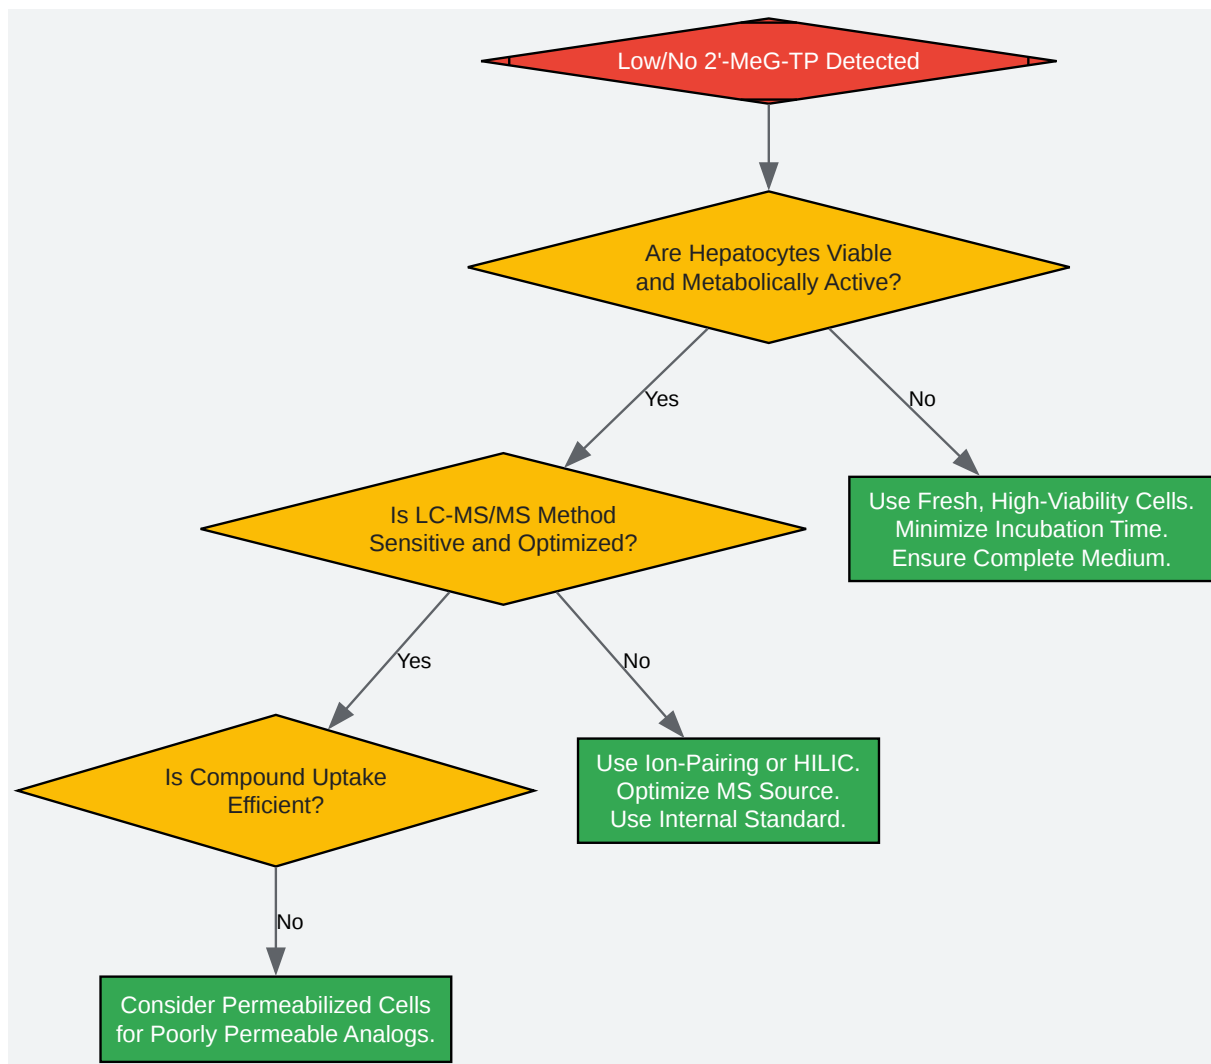 Low/No 2'-MeG-TP Detected
Are Hepatocytes Viable
and Metabolically Active?
Yes
No
Is LC-MS/MS Method
Sensitive and Optimized?
Use Fresh, High-Viability Cells.
Minimize Incubation Time.
Ensure Complete Medium.
Yes
No
Is Compound Uptake
Efficient?
Use Ion-Pairing or HILIC.
Optimize MS Source.
Use Internal Standard.
No
Consider Permeabilized Cells
for Poorly Permeable Analogs.